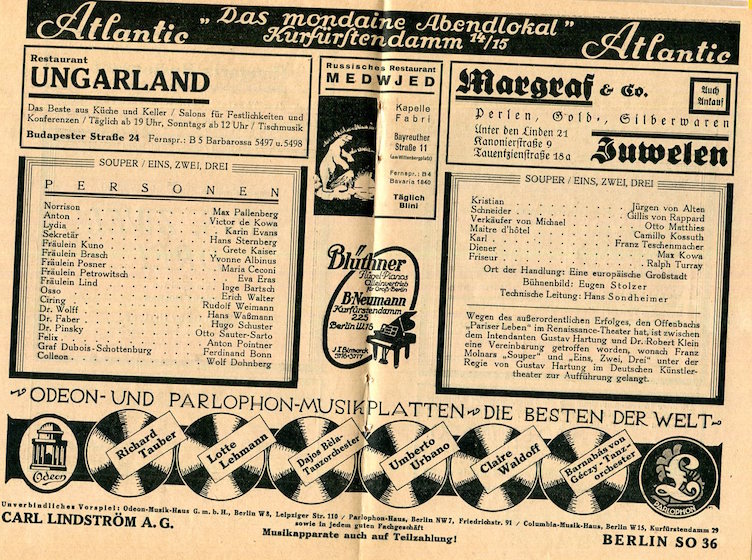 Atlantic „Das mondaine Abendlokal" Atlantic
Kurfürstendamm 14/15
Restaurant
UNGARLAND
Das Beste aus Küche und Keller / Salons für Festlichkeiten und
Konferenzen / Täglich ab 19 Uhr, Sonntags ab 12 Uhr / Tischmusik
Budapester Straße 24 Fernspr.: B 5 Barbarossa 5497 u. 5498
Russisches Restaurant
MEDWJED
Kapelle
Fabri
Bayreuther
Straße 11
(am Wittenbergplatz)
Fernspr.: B 4
Bavaria 1840
Täglich
Blini
Margraf & Co.
Auch
Ankauf
Perlen, Gold-, Silberwaren
Unter den Linden 21
Kanonierstraße 9
Tauentzienstraße 18a
Juwelen
SOUPER / EINS, ZWEI, DREI
PERSONEN
Norrison Max Pallenberg
Anton Victor de Kowa
Lydia Karin Evans
Sekretär Hans Sternberg
Fräulein Kuno Grete Kaiser
Fräulein Brasch Yvonne Albinus
Fräulein Posner Maria Ceconi
Fräulein Petrowitsch Eva Eras
Fräulein Lind Inge Bartsch
Osso Erich Walter
Ciring Rudolf Weimann
Dr. Wolff Hans Waßmann
Dr. Faber Hugo Schuster
Dr. Pinsky Otto Sauter-Sarto
Felix Anton Pointner
Graf Dubois-Schottenburg Ferdinand Bonn
Colleon Wolf Dohnberg
Blüthner
Flügel-Pianos
Alleinvertrieb
für Groß-Berlin
B. Neumann
Kurfürstendamm
225
Berlin W.15
J.1 Bismarck
3776+3777
SOUPER / EINS, ZWEI, DREI
Kristian Jürgen von Alten
Schneider Gillis von Rappard
Verkäufer von Michael Otto Matthies
Maitre d'hôtel Camillo Kossuth
Karl Franz Teschenmacher
Diener Max Kowa
Friseur Ralph Turray
Ort der Handlung: Eine europäische Großstadt
Bühnenbild: Eugen Stolzer
Technische Leitung: Hans Sondheimer
Wegen des außerordentlichen Erfolges, den Offenbachs
„Pariser Leben" im Renaissance-Theater hat, ist zwischen
dem Intendanten Gustav Hartung und Dr. Robert Klein
eine Vereinbarung getroffen worden, wonach Franz
Molnars „Souper" und „Eins, Zwei, Drei" unter der
Regie von Gustav Hartung im Deutschen Künstler-
theater zur Aufführung gelangt.
ODEON- UND PARLOPHON-MUSIKPLATTEN DIE BESTEN DER WELT
Odeon
Richard
Tauber
Lotte
Lehmann
Dajos Béla-
Tanzorchester
Umberto
Urbano
Claire
Waldoff
Barnabás von
Géczy-Tanz-
orchester
PARLOPHON
Unverbindliches Vorspiel: Odeon-Musik-Haus G. m. b. H., Berlin W 8, Leipziger Str. 110 / Parlophon-Haus, Berlin NW 7, Friedrichstr. 91 / Columbia-Musik-Haus, Berlin W 15, Kurfürstendamm 29
sowie in jedem guten Fachgeschäft
CARL LINDSTRÖM A. G. Musikapparate auch auf Teilzahlung! BERLIN SO 36